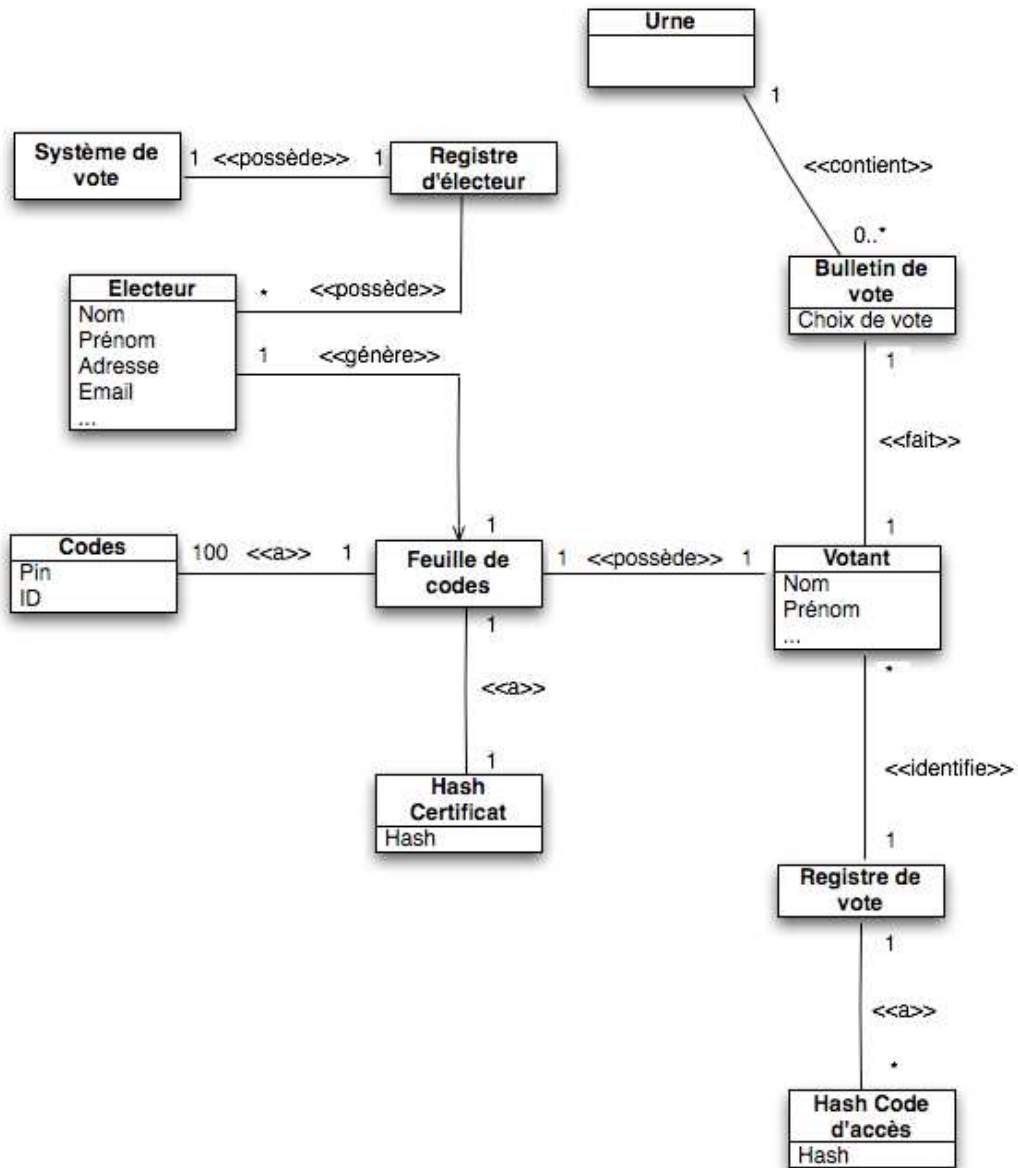 Urne
1
<<contient>>
0..*
Système de
vote
1 <<possède>> 1
Registre
d'électeur
Bulletin de
vote
Choix de vote
Electeur
Nom
Prénom
Adresse
Email
...
* <<possède>>
1 <<génère>>
1
<<fait>>
1
1
Codes
Pin
ID
100 <<a>> 1
Feuille de
codes
1 <<possède>> 1
Votant
Nom
Prénom
...
1
<<a>>
1
Hash
Certificat
Hash
*
<<identifie>>
1
Registre de
vote
1
<<a>>
*
Hash Code
d'accès
Hash